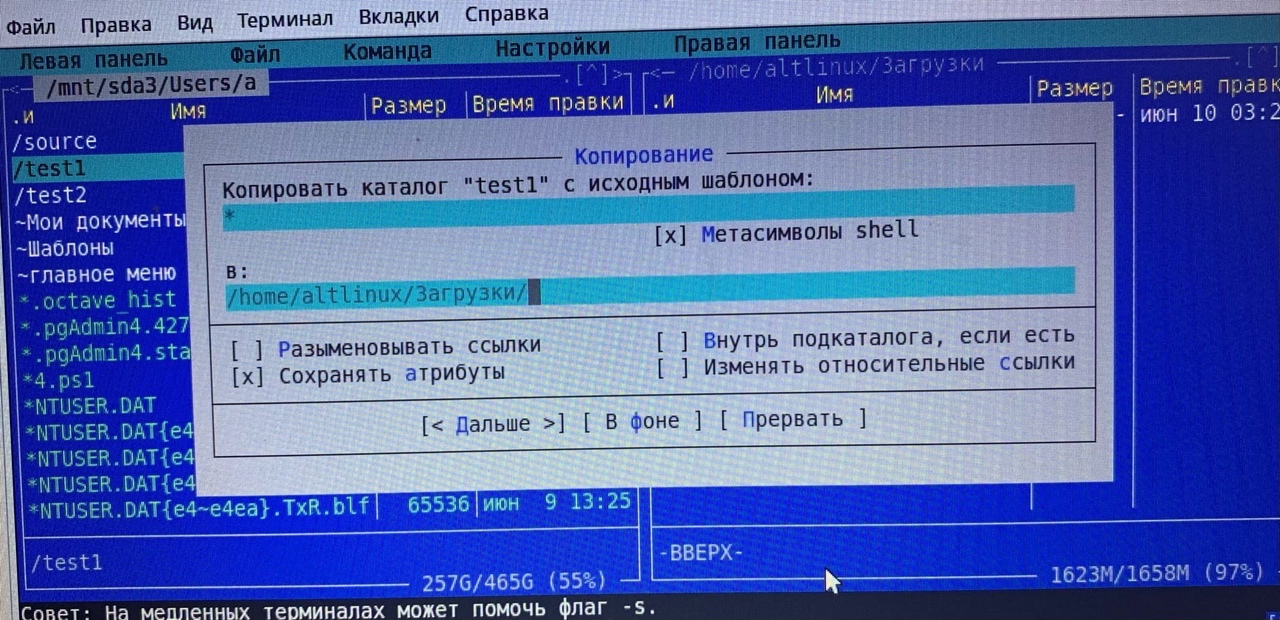 Файл Правка Вид Терминал Вкладки Справка
Левая панель Файл Команда Настройки Правая панель
<─ /mnt/sda3/Users/a .[^]>
<─ /home/altlinux/Загрузки .[^]
.и Имя Размер Время правки
.и Имя Размер Время правк
- июн 10 03:2
/source
/test1
/test2
~Мои документы
~Шаблоны
~главное меню
*.octave_hist
*.pgAdmin4.427
*.pgAdmin4.sta
*4.ps1
*NTUSER.DAT
*NTUSER.DAT{e4
*NTUSER.DAT{e4
*NTUSER.DAT{e4
*NTUSER.DAT{e4~e4ea}.TxR.blf 65536 июн 9 13:25
Копирование
Копировать каталог "test1" с исходным шаблоном:
*
[x] Метасимволы shell
в:
/home/altlinux/Загрузки/
[ ] Разыменовывать ссылки [ ] Внутрь подкаталога, если есть
[x] Сохранять атрибуты [ ] Изменять относительные ссылки
[< Дальше >] [ В фоне ] [ Прервать ]
/test1
-ВВЕРХ-
257G/465G (55%)
1623M/1658M (97%)
Совет: На медленных терминалах может помочь флаг -s.